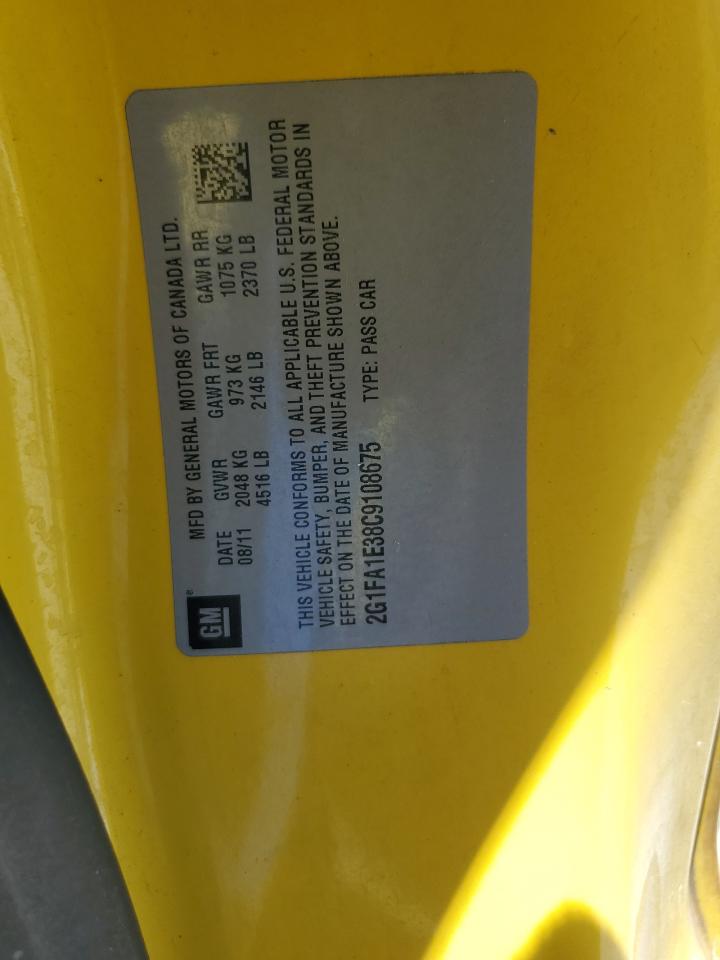 GM®
MFD BY GENERAL MOTORS OF CANADA LTD.
DATE GVWR GAWR FRT GAWR RR
08/11 2048 KG 973 KG 1075 KG
4516 LB 2146 LB 2370 LB
THIS VEHICLE CONFORMS TO ALL APPLICABLE U.S. FEDERAL MOTOR
VEHICLE SAFETY, BUMPER, AND THEFT PREVENTION STANDARDS IN
EFFECT ON THE DATE OF MANUFACTURE SHOWN ABOVE.
2G1FA1E38C9108675 TYPE: PASS CAR